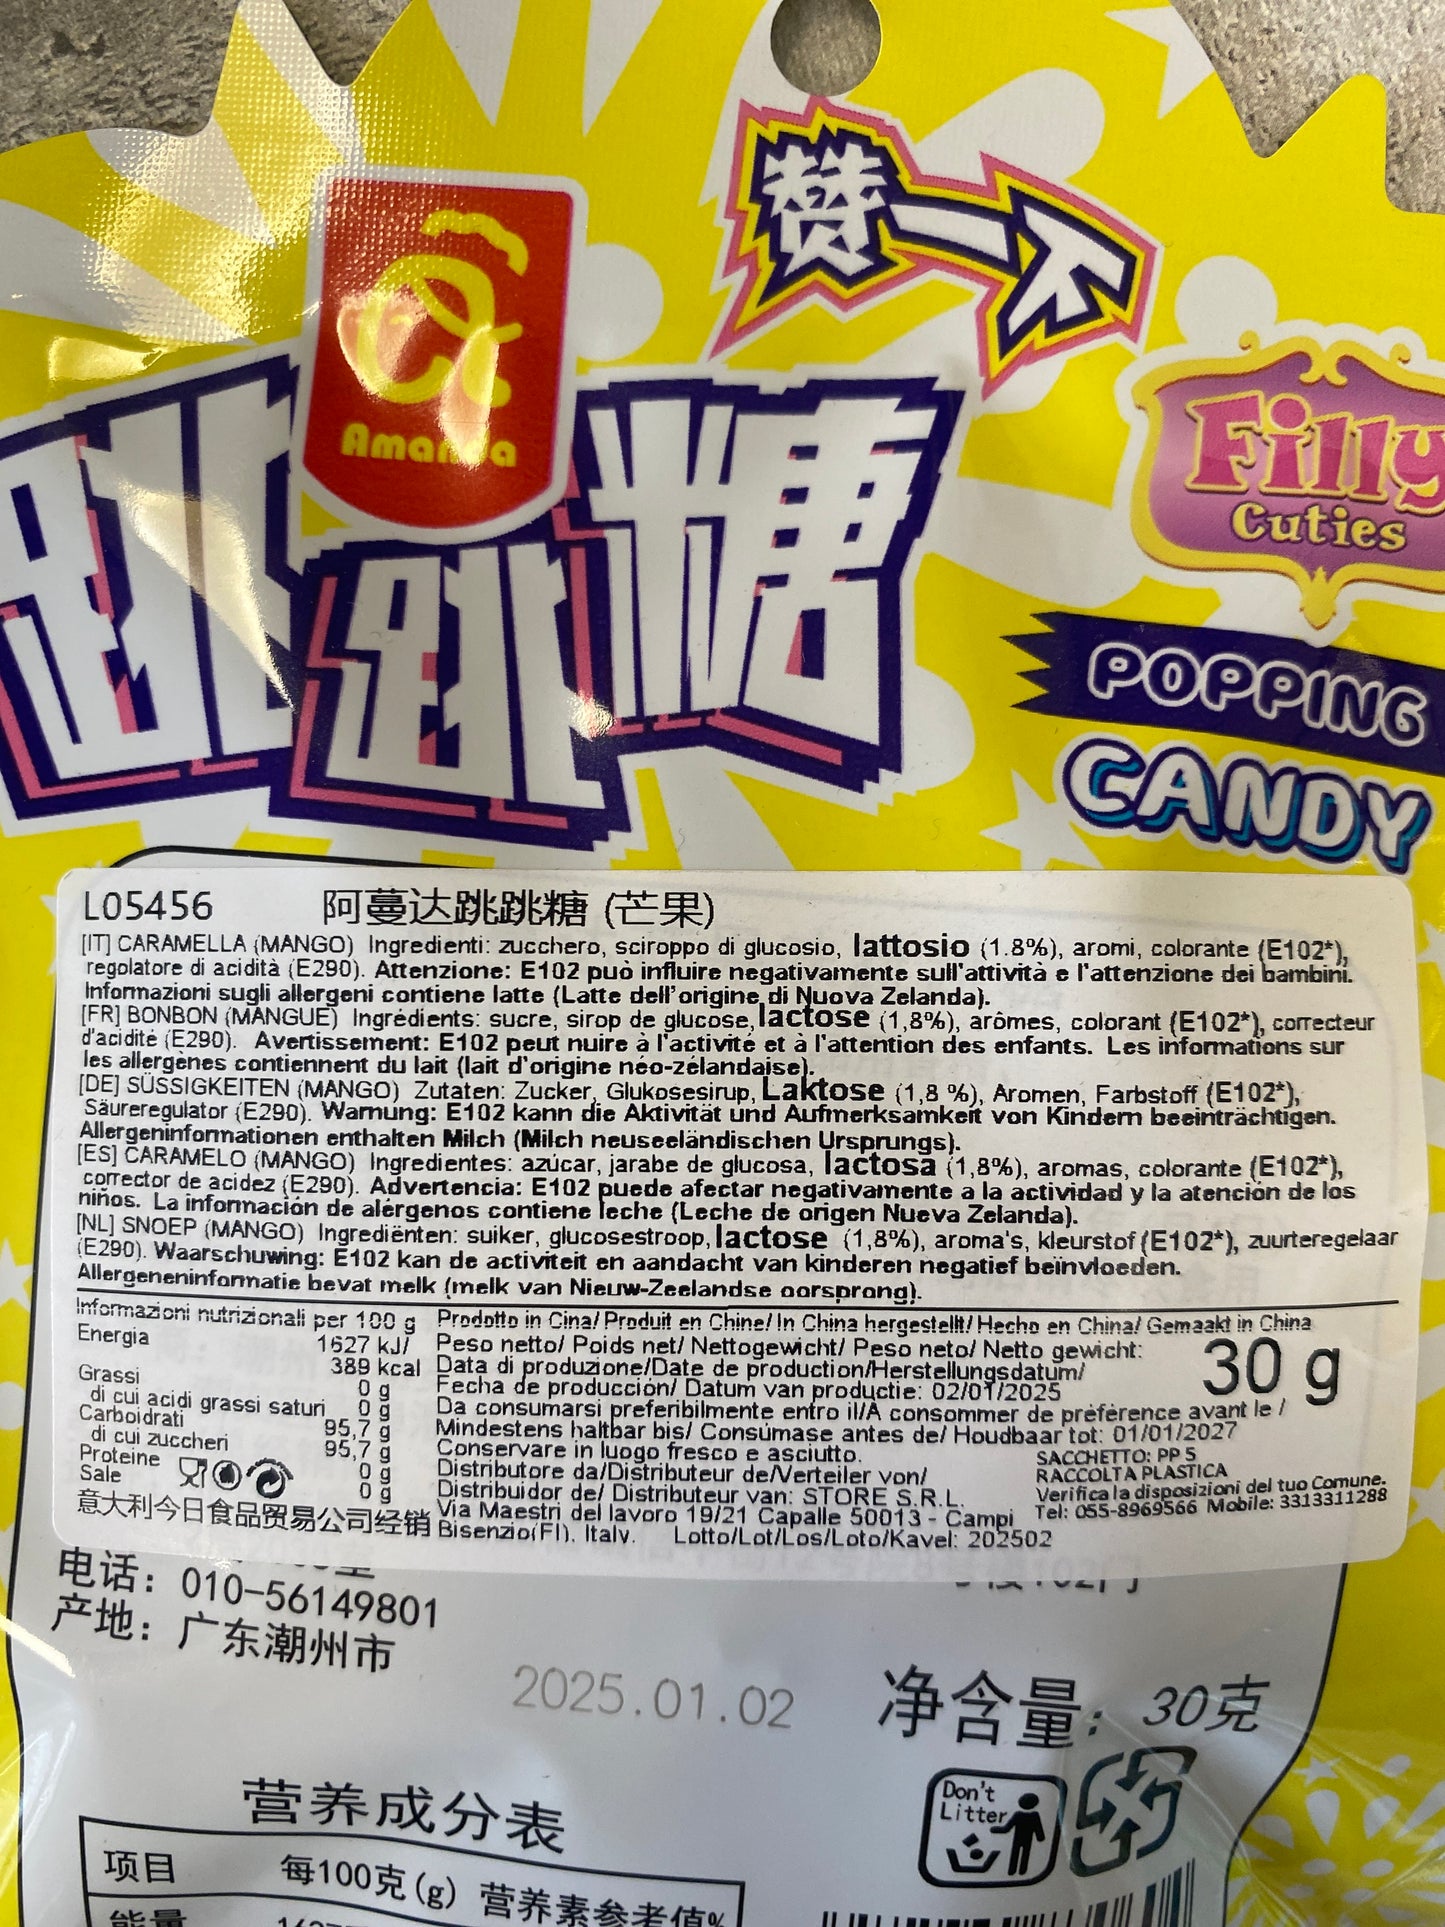 赞一下
Amanda
跳跳糖
Filly
Cuties
POPPING
CANDY
L05456 阿蔓达跳跳糖 (芒果)
[IT] CARAMELLA (MANGO) Ingredienti: zucchero, sciroppo di glucosio, lattosio (1.8%), aromi, colorante (E102*),
regolatore di acidità (E290). Attenzione: E102 può influire negativamente sull'attività e l'attenzione dei bambini.
Informazioni sugli allergeni contiene latte (Latte dell'origine di Nuova Zelanda).
[FR] BONBON (MANGUE) Ingrédients: sucre, sirop de glucose, lactose (1,8%), arômes, colorant (E102*), correcteur
d'acidité (E290). Avertissement: E102 peut nuire à l'activité et à l'attention des enfants. Les informations sur
les allergènes contiennent du lait (lait d'origine néo-zélandaise).
[DE] SÜSSIGKEITEN (MANGO) Zutaten: Zucker, Glukosesirup, Laktose (1,8 %), Aromen, Farbstoff (E102*),
Säureregulator (E290). Warnung: E102 kann die Aktivität und Aufmerksamkeit von Kindern beeinträchtigen.
Allergeninformationen enthalten Milch (Milch neuseeländischen Ursprungs).
[ES] CARAMELO (MANGO) Ingredientes: azúcar, jarabe de glucosa, lactosa (1,8%), aromas, colorante (E102*),
corrector de acidez (E290). Advertencia: E102 puede afectar negativamente a la actividad y la atención de los
niños. La información de alérgenos contiene leche (Leche de origen Nueva Zelanda).
[NL] SNOEP (MANGO) Ingrediënten: suiker, glucosestroop, lactose (1,8%), aroma's, kleurstof (E102*), zuurteregelaar
(E290). Waarschuwing: E102 kan de activiteit en aandacht van kinderen negatief beïnvloeden.
Allergeneninformatie bevat melk (melk van Nieuw-Zeelandse oorsprong).
Informazioni nutrizionali per 100 g
Energia 1627 kJ/
389 kcal
Grassi 0 g
di cui acidi grassi saturi 0 g
Carboidrati 95,7 g
di cui zuccheri 95,7 g
Proteine 0 g
Sale 0 g
意大利今日食品贸易公司经销
Prodotto in Cina/ Produit en Chine/ In China hergestellt/ Hecho en China/ Gemaakt in China
Peso netto/ Poids net/ Nettogewicht/ Peso neto/ Netto gewicht: 30 g
Data di produzione/Date de production/Herstellungsdatum/
Fecha de producción/ Datum van productie: 02/01/2025
Da consumarsi preferibilmente entro il/A consommer de préférence avant le /
Mindestens haltbar bis/ Consúmase antes de/ Houdbaar tot: 01/01/2027
Conservare in luogo fresco e asciutto.
Distributore da/Distributeur de/Verteiler von/
Distribuidor de/ Distributeur van: STORE S.R.L.
Via Maestri del lavoro 19/21 Capalle 50013 - Campi
Bisenzio(FI). Italy. Lotto/Lot/Los/Loto/Kavel: 202502
SACCHETTO: PP 5
RACCOLTA PLASTICA
Verifica la disposizioni del tuo Comune.
Tel: 055-8969566 Mobile: 3313311288
电话：010-56149801
产地：广东潮州市
2025.01.02
净含量：30克
Don't
Litter
营养成分表
项目 每100克(g) 营养素参考值%
能量